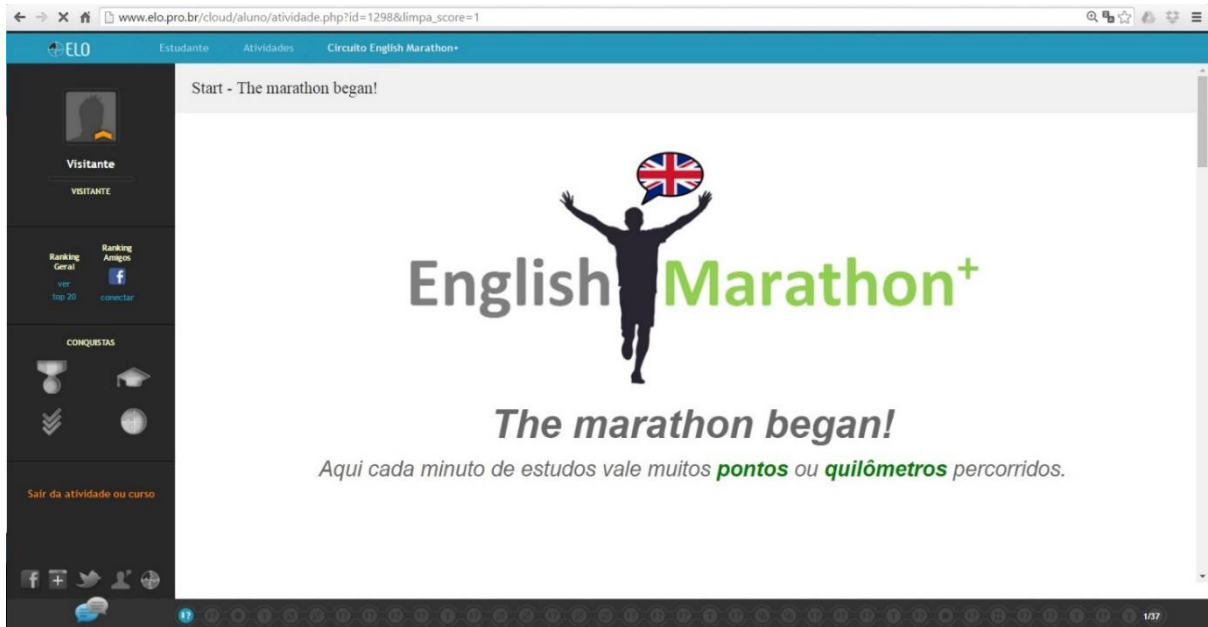 www.elo.pro.br/cloud/aluno/atividade.php?id=1298&limpa_score=1
ELO Estudante Atividades Circuito English Marathon+
Start - The marathon began!
Visitante
VISITANTE
Ranking Geral
ver top 20
Ranking Amigos
conectar
CONQUISTAS
Sair da atividade ou curso
English Marathon+
The marathon began!
Aqui cada minuto de estudos vale muitos pontos ou quilômetros percorridos.
1/37